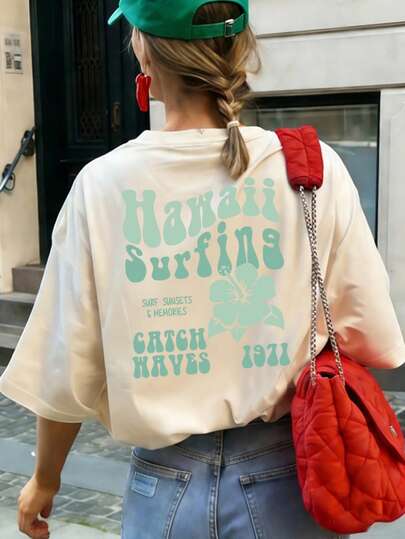 Hawaii
Surfing
SURF SUNSETS
& MEMORIES
CATCH
WAVES 1971